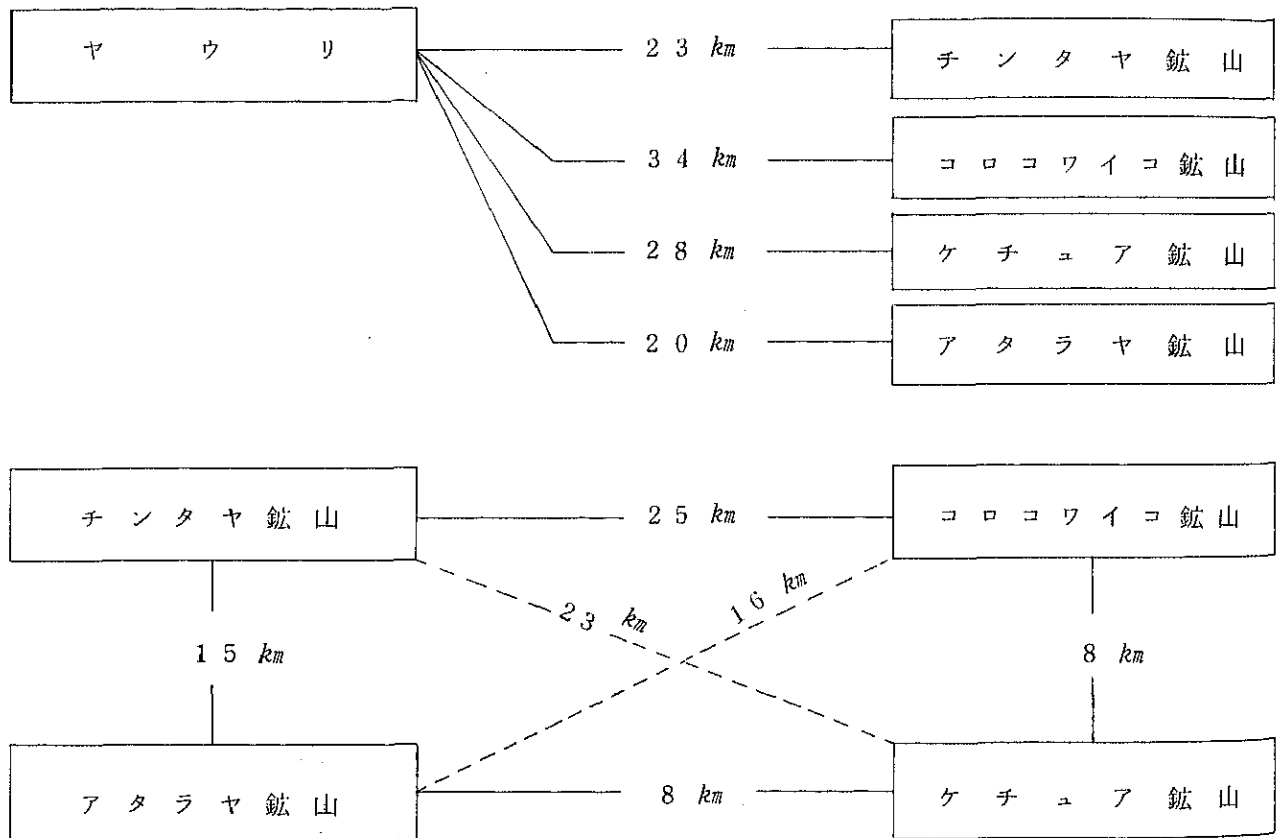 ヤウリ
23 km
チンタヤ鉱山
34 km
コロコワイコ鉱山
28 km
ケチュア鉱山
20 km
アタラヤ鉱山
チンタヤ鉱山
25 km
コロコワイコ鉱山
23 km
16 km
15 km
8 km
アタラヤ鉱山
8 km
ケチュア鉱山